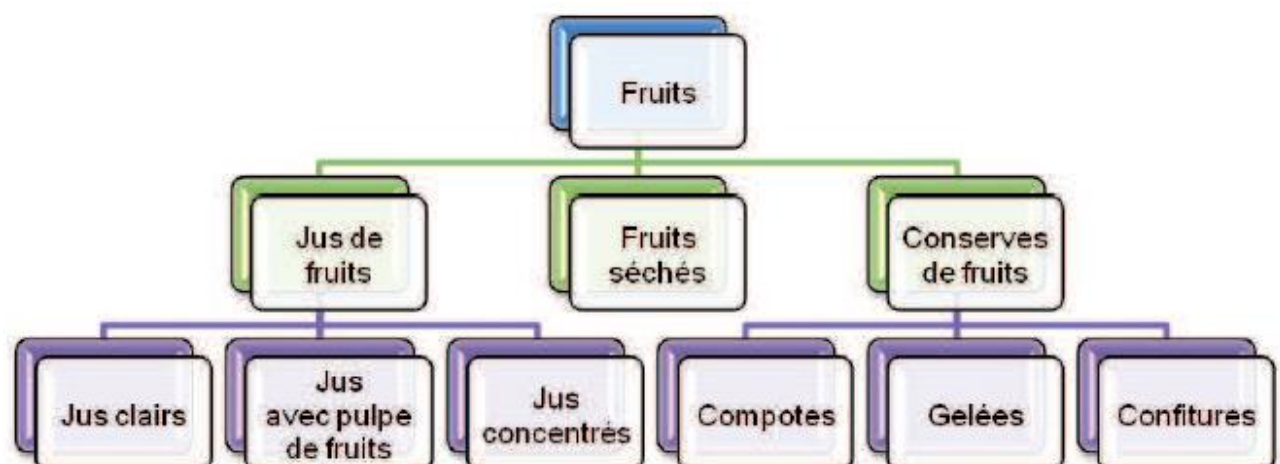 Fruits
Jus de
fruits
Fruits
séchés
Conserves
de fruits
Jus clairs
Jus
avec pulpe
de fruits
Jus
concentrés
Compotes
Gelées
Confitures